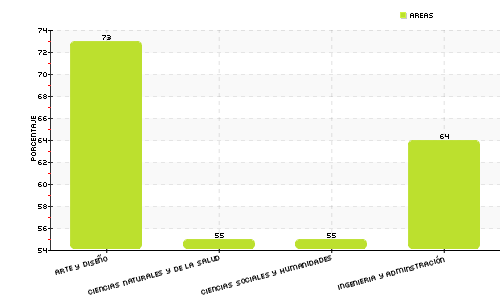 AREAS
PORCENTAJE
74
72
70
68
66
64
62
60
58
56
54
73
55
55
64
ARTE Y DISEÑO
CIENCIAS NATURALES Y DE LA SALUD
CIENCIAS SOCIALES Y HUMANIDADES
INGENIERIA Y ADMINSTRACIÓN